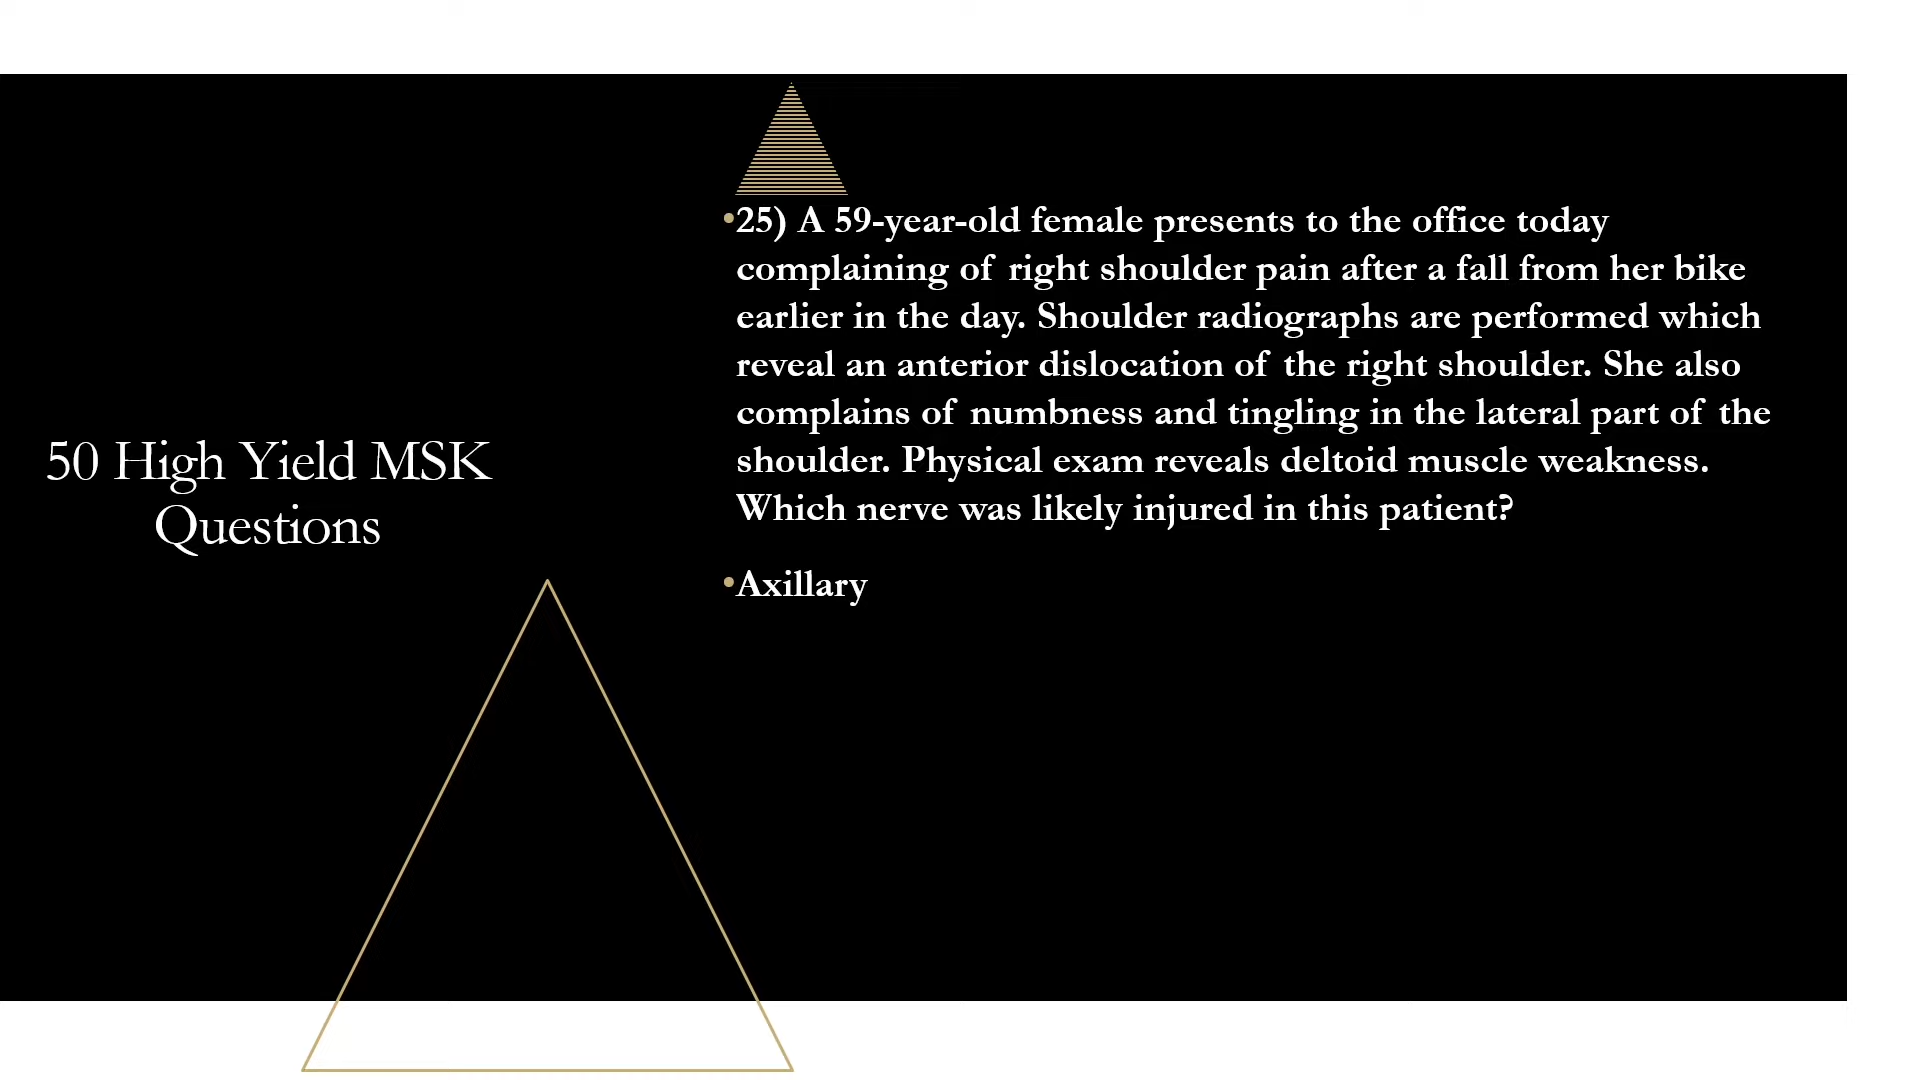 50 High Yield MSK
Questions
•25) A 59-year-old female presents to the office today
complaining of right shoulder pain after a fall from her bike
earlier in the day. Shoulder radiographs are performed which
reveal an anterior dislocation of the right shoulder. She also
complains of numbness and tingling in the lateral part of the
shoulder. Physical exam reveals deltoid muscle weakness.
Which nerve was likely injured in this patient?
•Axillary